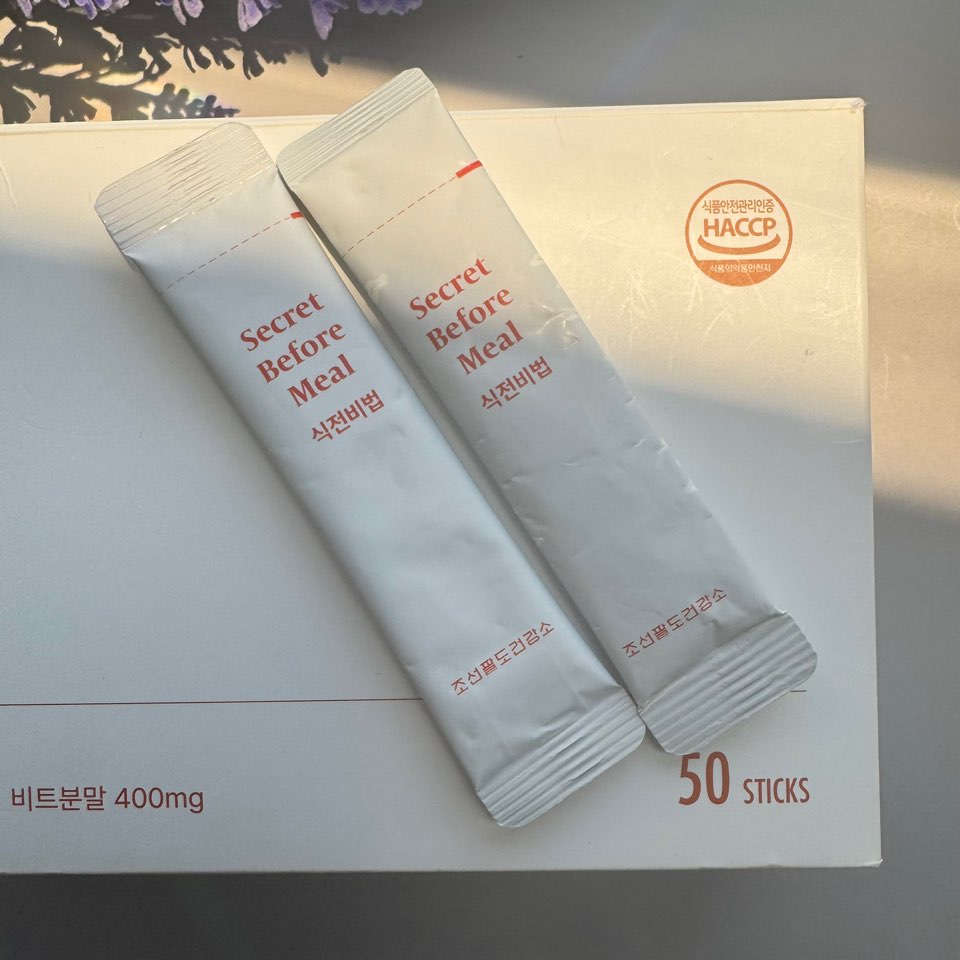 식품안전관리인증
HACCP
식품의약품안전처
Secret
Before
Meal
식전비법
조선팔도건강소
Secret
Before
Meal
식전비법
조선팔도건강소
비트분말 400mg
50 STICKS